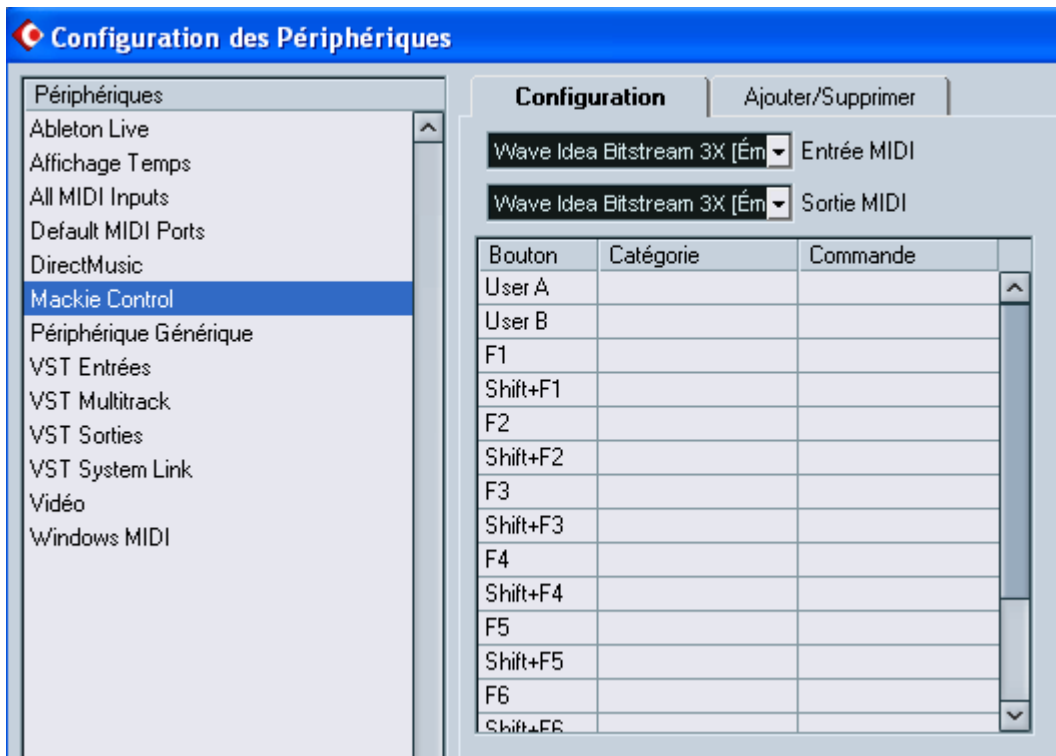 Configuration des Périphériques
Périphériques
Ableton Live
Affichage Temps
All MIDI Inputs
Default MIDI Ports
DirectMusic
Mackie Control
Périphérique Générique
VST Entrées
VST Multitrack
VST Sorties
VST System Link
Vidéo
Windows MIDI
Configuration Ajouter/Supprimer
Wave Idea Bitstream 3X [Ém Entrée MIDI
Wave Idea Bitstream 3X [Ém Sortie MIDI
Bouton Catégorie Commande
User A
User B
F1
Shift+F1
F2
Shift+F2
F3
Shift+F3
F4
Shift+F4
F5
Shift+F5
F6
Shift+F6